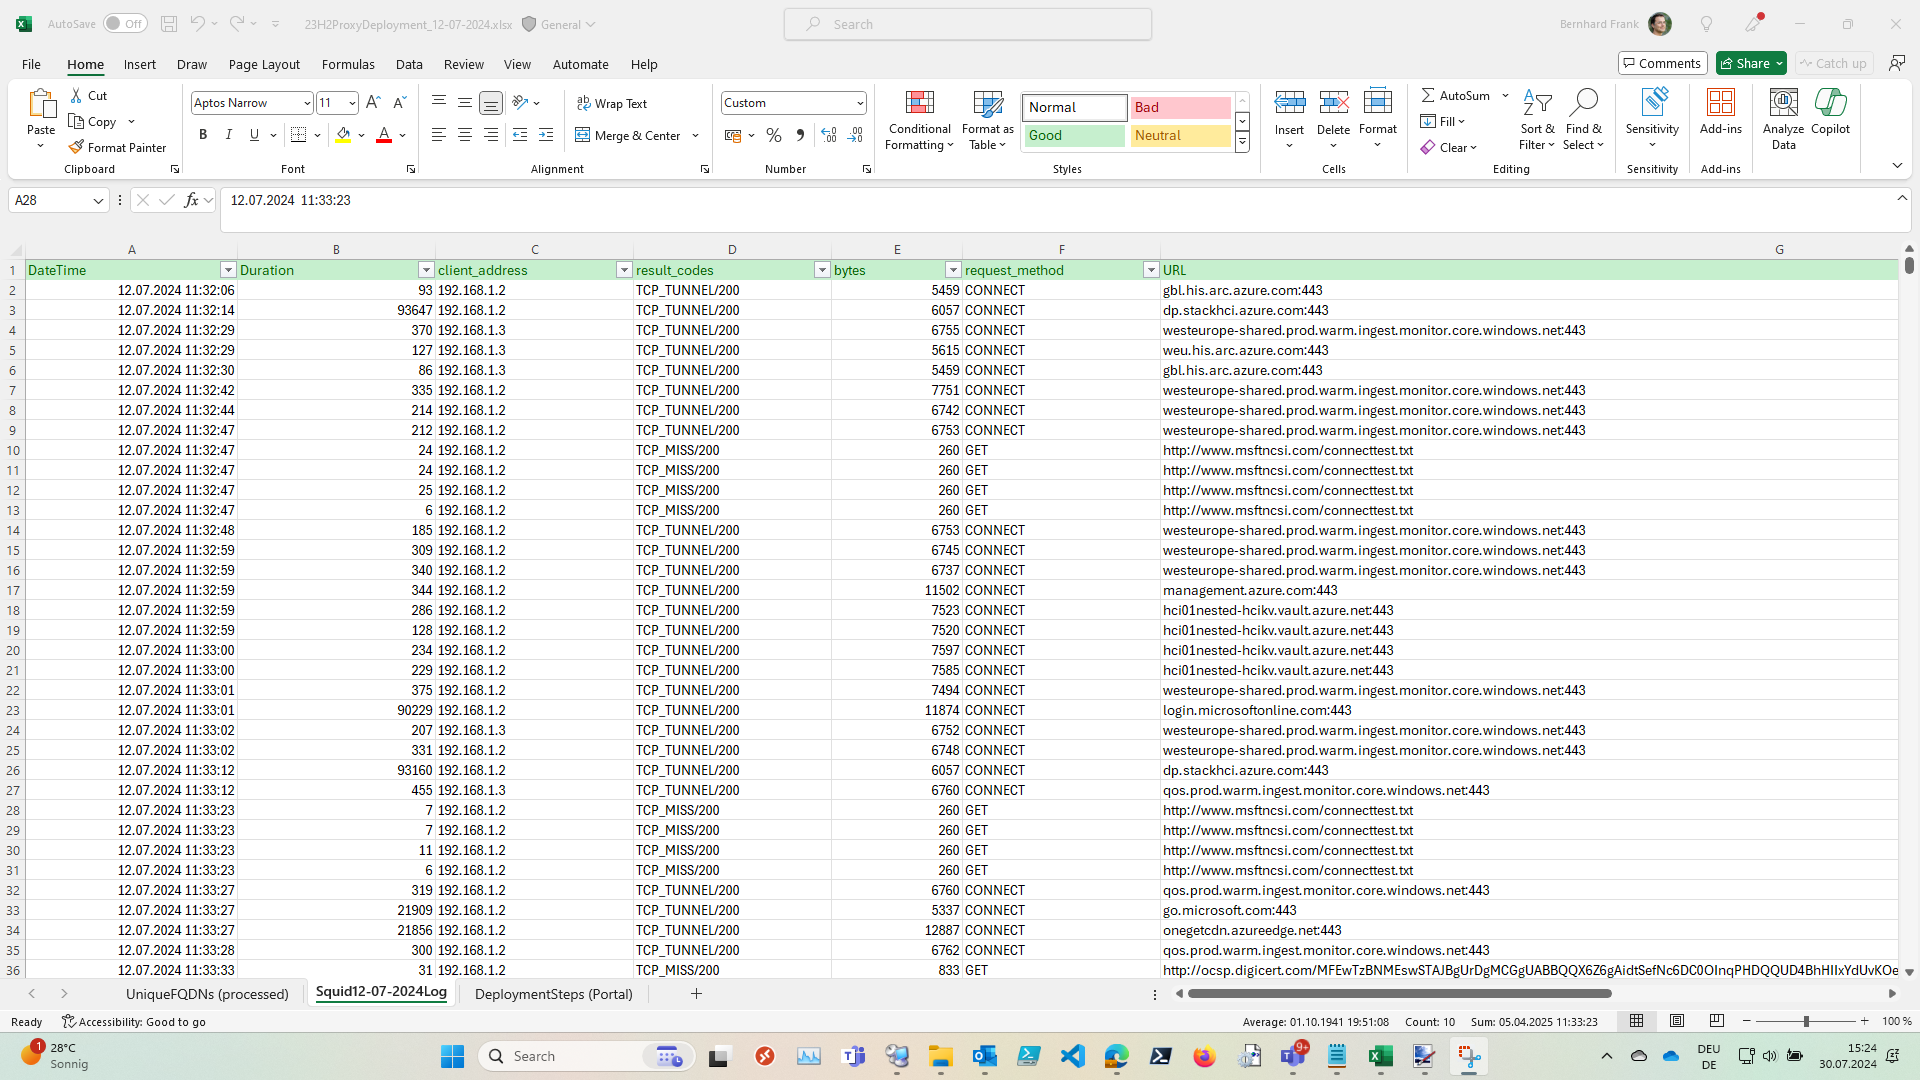 AutoSave Off 23H2ProxyDeployment_12-07-2024.xlsx General Search Bernhard Frank
File Home Insert Draw Page Layout Formulas Data Review View Automate Help Comments Share Catch up
Paste Cut Copy Format Painter Clipboard
Aptos Narrow 11 B I U Font
Wrap Text Merge & Center Alignment
Custom Number
Conditional Formatting Format as Table Normal Bad Good Neutral Styles
Insert Delete Format Cells
AutoSum Fill Clear Sort & Filter Find & Select Editing
Sensitivity Sensitivity
Add-ins Add-ins
Analyze Data Copilot
A28 fx 12.07.2024 11:33:23
A B C D E F G
1 DateTime Duration client_address result_codes bytes request_method URL
2 12.07.2024 11:32:06 93 192.168.1.2 TCP_TUNNEL/200 5459 CONNECT gbl.his.arc.azure.com:443
3 12.07.2024 11:32:14 93647 192.168.1.2 TCP_TUNNEL/200 6057 CONNECT dp.stackhci.azure.com:443
4 12.07.2024 11:32:29 370 192.168.1.3 TCP_TUNNEL/200 6755 CONNECT westeurope-shared.prod.warm.ingest.monitor.core.windows.net:443
5 12.07.2024 11:32:29 127 192.168.1.3 TCP_TUNNEL/200 5615 CONNECT weu.his.arc.azure.com:443
6 12.07.2024 11:32:30 86 192.168.1.3 TCP_TUNNEL/200 5459 CONNECT gbl.his.arc.azure.com:443
7 12.07.2024 11:32:42 335 192.168.1.2 TCP_TUNNEL/200 7751 CONNECT westeurope-shared.prod.warm.ingest.monitor.core.windows.net:443
8 12.07.2024 11:32:44 214 192.168.1.2 TCP_TUNNEL/200 6742 CONNECT westeurope-shared.prod.warm.ingest.monitor.core.windows.net:443
9 12.07.2024 11:32:47 212 192.168.1.2 TCP_TUNNEL/200 6753 CONNECT westeurope-shared.prod.warm.ingest.monitor.core.windows.net:443
10 12.07.2024 11:32:47 24 192.168.1.2 TCP_MISS/200 260 GET http://www.msftncsi.com/connecttest.txt
11 12.07.2024 11:32:47 24 192.168.1.2 TCP_MISS/200 260 GET http://www.msftncsi.com/connecttest.txt
12 12.07.2024 11:32:47 25 192.168.1.2 TCP_MISS/200 260 GET http://www.msftncsi.com/connecttest.txt
13 12.07.2024 11:32:47 6 192.168.1.2 TCP_MISS/200 260 GET http://www.msftncsi.com/connecttest.txt
14 12.07.2024 11:32:48 185 192.168.1.2 TCP_TUNNEL/200 6753 CONNECT westeurope-shared.prod.warm.ingest.monitor.core.windows.net:443
15 12.07.2024 11:32:59 309 192.168.1.2 TCP_TUNNEL/200 6745 CONNECT westeurope-shared.prod.warm.ingest.monitor.core.windows.net:443
16 12.07.2024 11:32:59 340 192.168.1.2 TCP_TUNNEL/200 6737 CONNECT westeurope-shared.prod.warm.ingest.monitor.core.windows.net:443
17 12.07.2024 11:32:59 344 192.168.1.2 TCP_TUNNEL/200 11502 CONNECT management.azure.com:443
18 12.07.2024 11:32:59 286 192.168.1.2 TCP_TUNNEL/200 7523 CONNECT hci01nested-hcikv.vault.azure.net:443
19 12.07.2024 11:32:59 128 192.168.1.2 TCP_TUNNEL/200 7520 CONNECT hci01nested-hcikv.vault.azure.net:443
20 12.07.2024 11:33:00 234 192.168.1.2 TCP_TUNNEL/200 7597 CONNECT hci01nested-hcikv.vault.azure.net:443
21 12.07.2024 11:33:00 229 192.168.1.2 TCP_TUNNEL/200 7585 CONNECT hci01nested-hcikv.vault.azure.net:443
22 12.07.2024 11:33:01 375 192.168.1.2 TCP_TUNNEL/200 7494 CONNECT westeurope-shared.prod.warm.ingest.monitor.core.windows.net:443
23 12.07.2024 11:33:01 90229 192.168.1.2 TCP_TUNNEL/200 11874 CONNECT login.microsoftonline.com:443
24 12.07.2024 11:33:02 207 192.168.1.3 TCP_TUNNEL/200 6752 CONNECT westeurope-shared.prod.warm.ingest.monitor.core.windows.net:443
25 12.07.2024 11:33:02 331 192.168.1.2 TCP_TUNNEL/200 6748 CONNECT westeurope-shared.prod.warm.ingest.monitor.core.windows.net:443
26 12.07.2024 11:33:12 93160 192.168.1.2 TCP_TUNNEL/200 6057 CONNECT dp.stackhci.azure.com:443
27 12.07.2024 11:33:12 455 192.168.1.3 TCP_TUNNEL/200 6760 CONNECT qos.prod.warm.ingest.monitor.core.windows.net:443
28 12.07.2024 11:33:23 7 192.168.1.2 TCP_MISS/200 260 GET http://www.msftncsi.com/connecttest.txt
29 12.07.2024 11:33:23 7 192.168.1.2 TCP_MISS/200 260 GET http://www.msftncsi.com/connecttest.txt
30 12.07.2024 11:33:23 11 192.168.1.2 TCP_MISS/200 260 GET http://www.msftncsi.com/connecttest.txt
31 12.07.2024 11:33:23 6 192.168.1.2 TCP_MISS/200 260 GET http://www.msftncsi.com/connecttest.txt
32 12.07.2024 11:33:27 319 192.168.1.2 TCP_TUNNEL/200 6760 CONNECT qos.prod.warm.ingest.monitor.core.windows.net:443
33 12.07.2024 11:33:27 21909 192.168.1.2 TCP_TUNNEL/200 5337 CONNECT go.microsoft.com:443
34 12.07.2024 11:33:27 21856 192.168.1.2 TCP_TUNNEL/200 12887 CONNECT onegetcdn.azureedge.net:443
35 12.07.2024 11:33:28 300 192.168.1.2 TCP_TUNNEL/200 6762 CONNECT qos.prod.warm.ingest.monitor.core.windows.net:443
36 12.07.2024 11:33:33 31 192.168.1.2 TCP_MISS/200 833 GET http://ocsp.digicert.com/MFEwTzBNMEswSTAJBgUrDgMCGgUABBQQX6Z6gAidtSefNc6DC0OInqPHDQQUD4BhHIIxYdUvKOe
UniqueFQDNs (processed) Squid12-07-2024Log DeploymentSteps (Portal)
Ready Accessibility: Good to go Average: 01.10.1941 19:51:08 Count: 10 Sum: 05.04.2025 11:33:23 100 %
1 28°C Sonnig Search 9+ DEU DE 15:24 30.07.2024